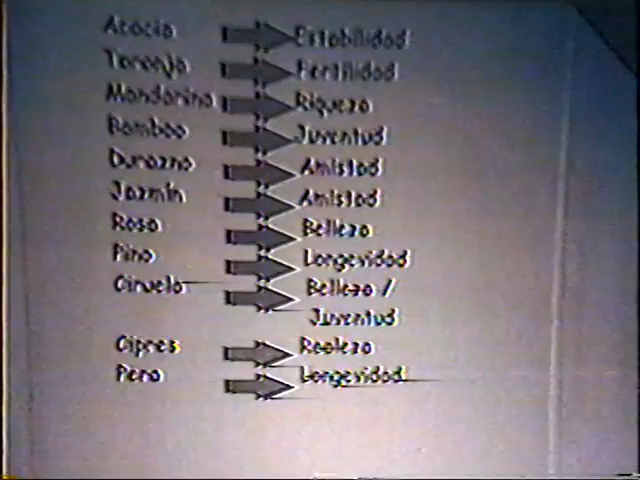 Acacia Estabilidad
Toronja Fertilidad
Mandarina Riqueza
Bamboo Juventud
Durazno Amistad
Jazmín Amistad
Rosa Belleza
Pino Longevidad
Ciruelo Belleza /
Juventud
Cipres Realeza
Pera Longevidad